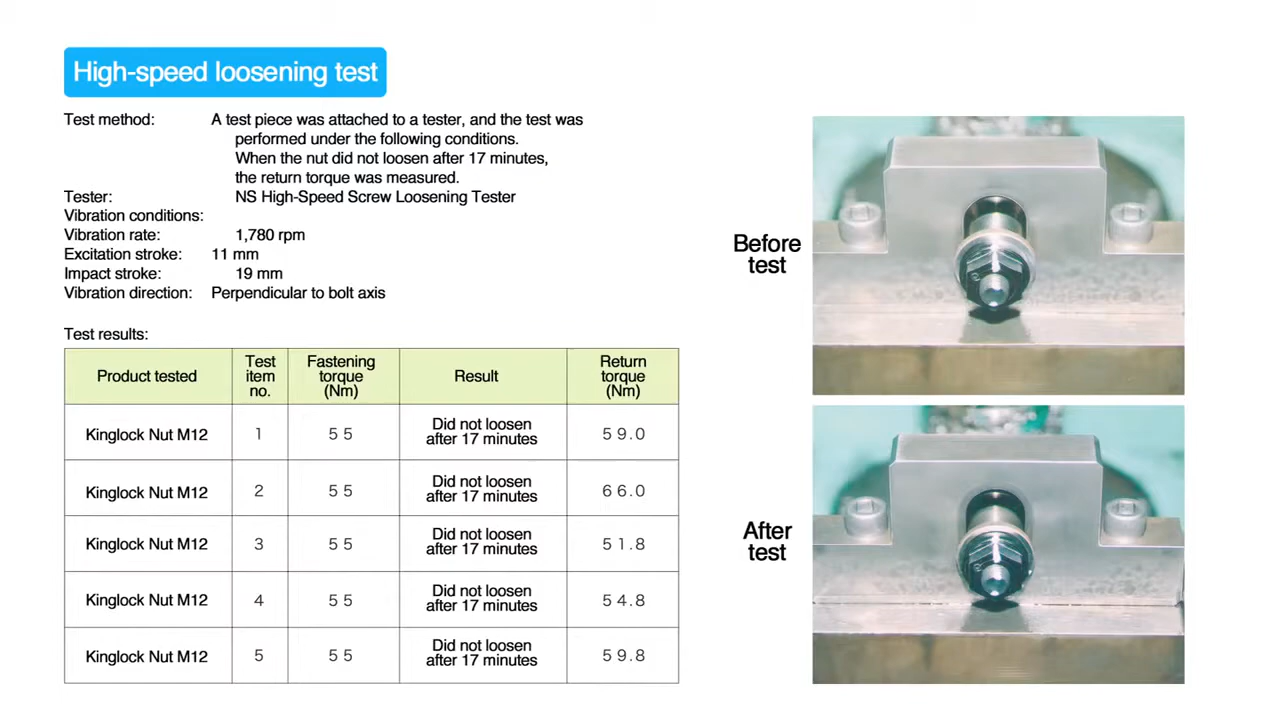 High-speed loosening test
Test method: A test piece was attached to a tester, and the test was
performed under the following conditions.
When the nut did not loosen after 17 minutes,
the return torque was measured.
Tester: NS High-Speed Screw Loosening Tester
Vibration conditions:
Vibration rate: 1,780 rpm
Excitation stroke: 11 mm
Impact stroke: 19 mm
Vibration direction: Perpendicular to bolt axis
Test results:
Product tested
Test
item
no.
Fastening
torque
(Nm)
Result
Return
torque
(Nm)
Kinglock Nut M12
1
55
Did not loosen
after 17 minutes
59.0
Kinglock Nut M12
2
55
Did not loosen
after 17 minutes
66.0
Kinglock Nut M12
3
55
Did not loosen
after 17 minutes
51.8
Kinglock Nut M12
4
55
Did not loosen
after 17 minutes
54.8
Kinglock Nut M12
5
55
Did not loosen
after 17 minutes
59.8
Before
test
After
test